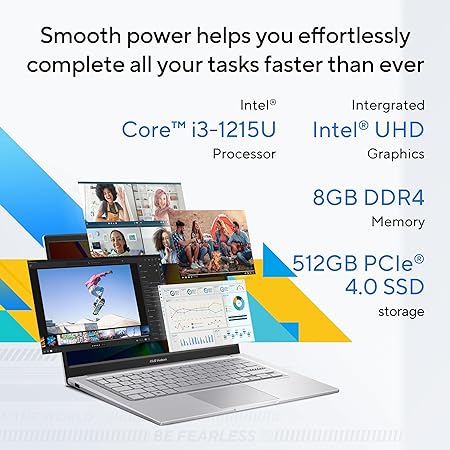 Smooth power helps you effortlessly
complete all your tasks faster than ever
Intel®
Core™ i3-1215U
Processor
Intergrated
Intel® UHD
Graphics
8GB DDR4
Memory
512GB PCIe®
4.0 SSD
storage
BE FEARLESS